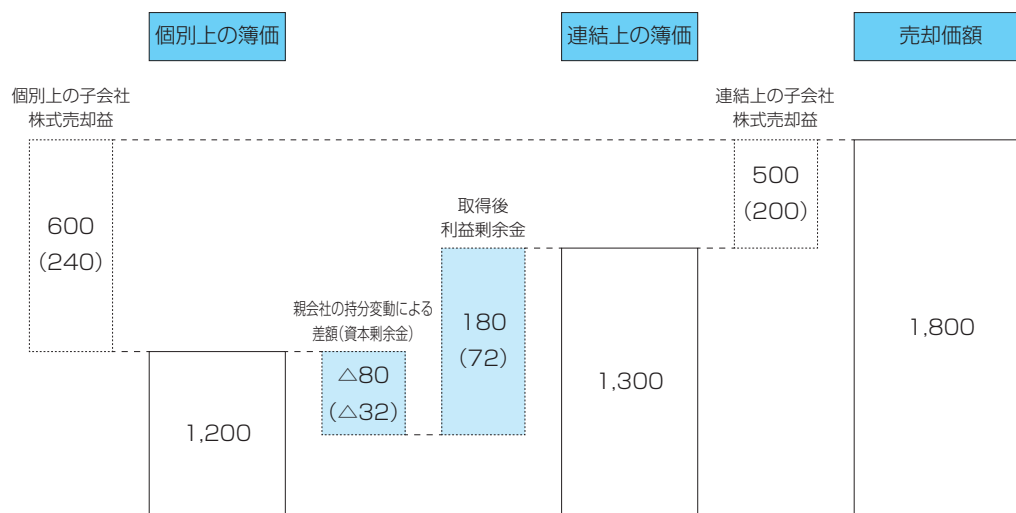 個別上の簿価
連結上の簿価
売却価額
個別上の子会社
株式売却益
連結上の子会社
株式売却益
600
(240)
500
(200)
取得後
利益剰余金
親会社の持分変動による
差額(資本剰余金)
180
(72)
1,800
△80
(△32)
1,300
1,200